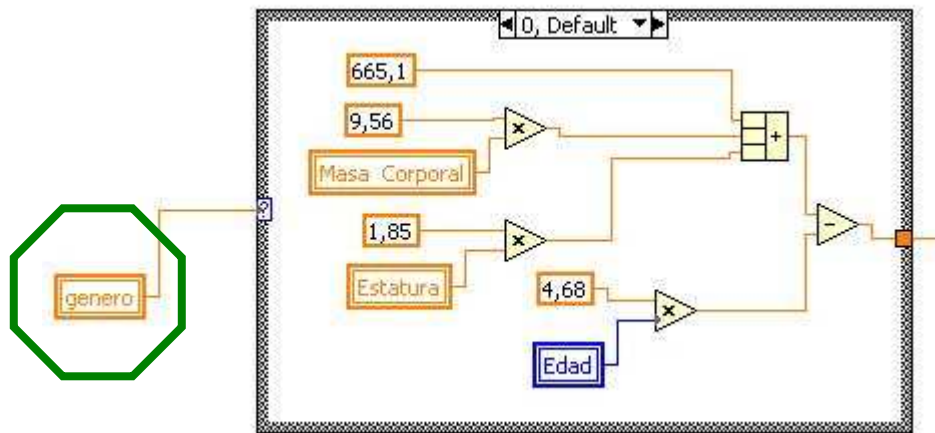 0, Default
665,1
9,56
×
+
Masa Corporal
genero
?
1,85
×
−
Estatura
4,68
×
Edad